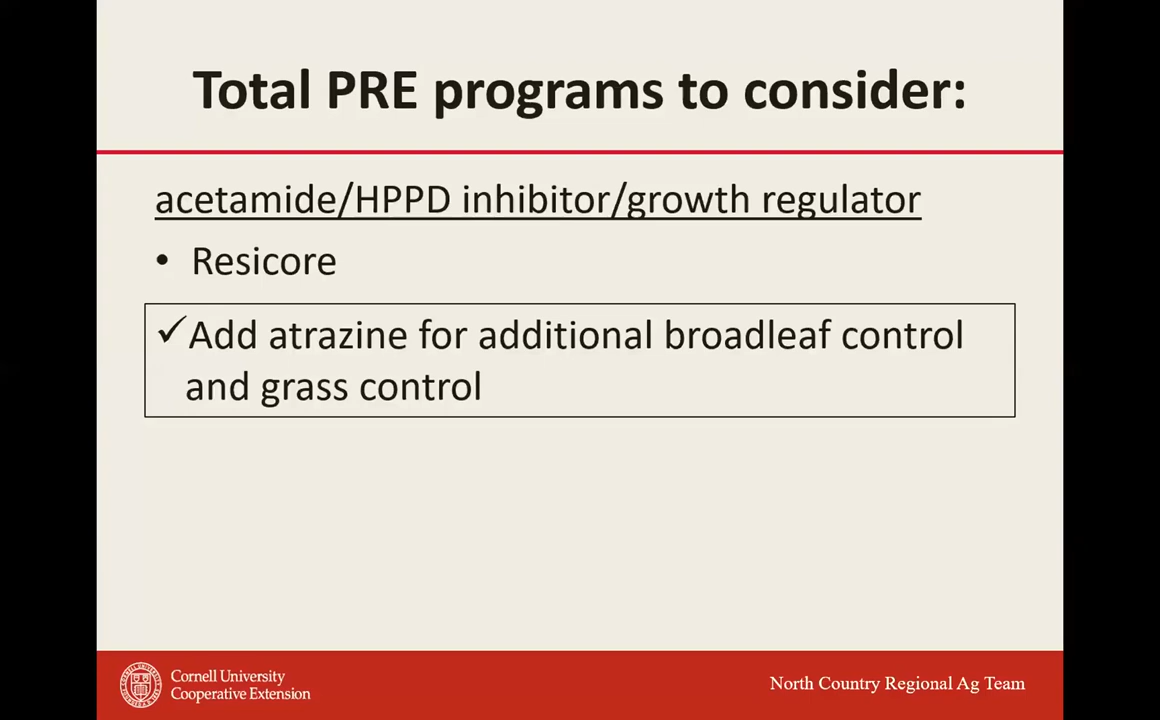 Total PRE programs to consider:
acetamide/HPPD inhibitor/growth regulator
• Resicore
✓Add atrazine for additional broadleaf control
and grass control
Cornell University
Cooperative Extension
North Country Regional Ag Team